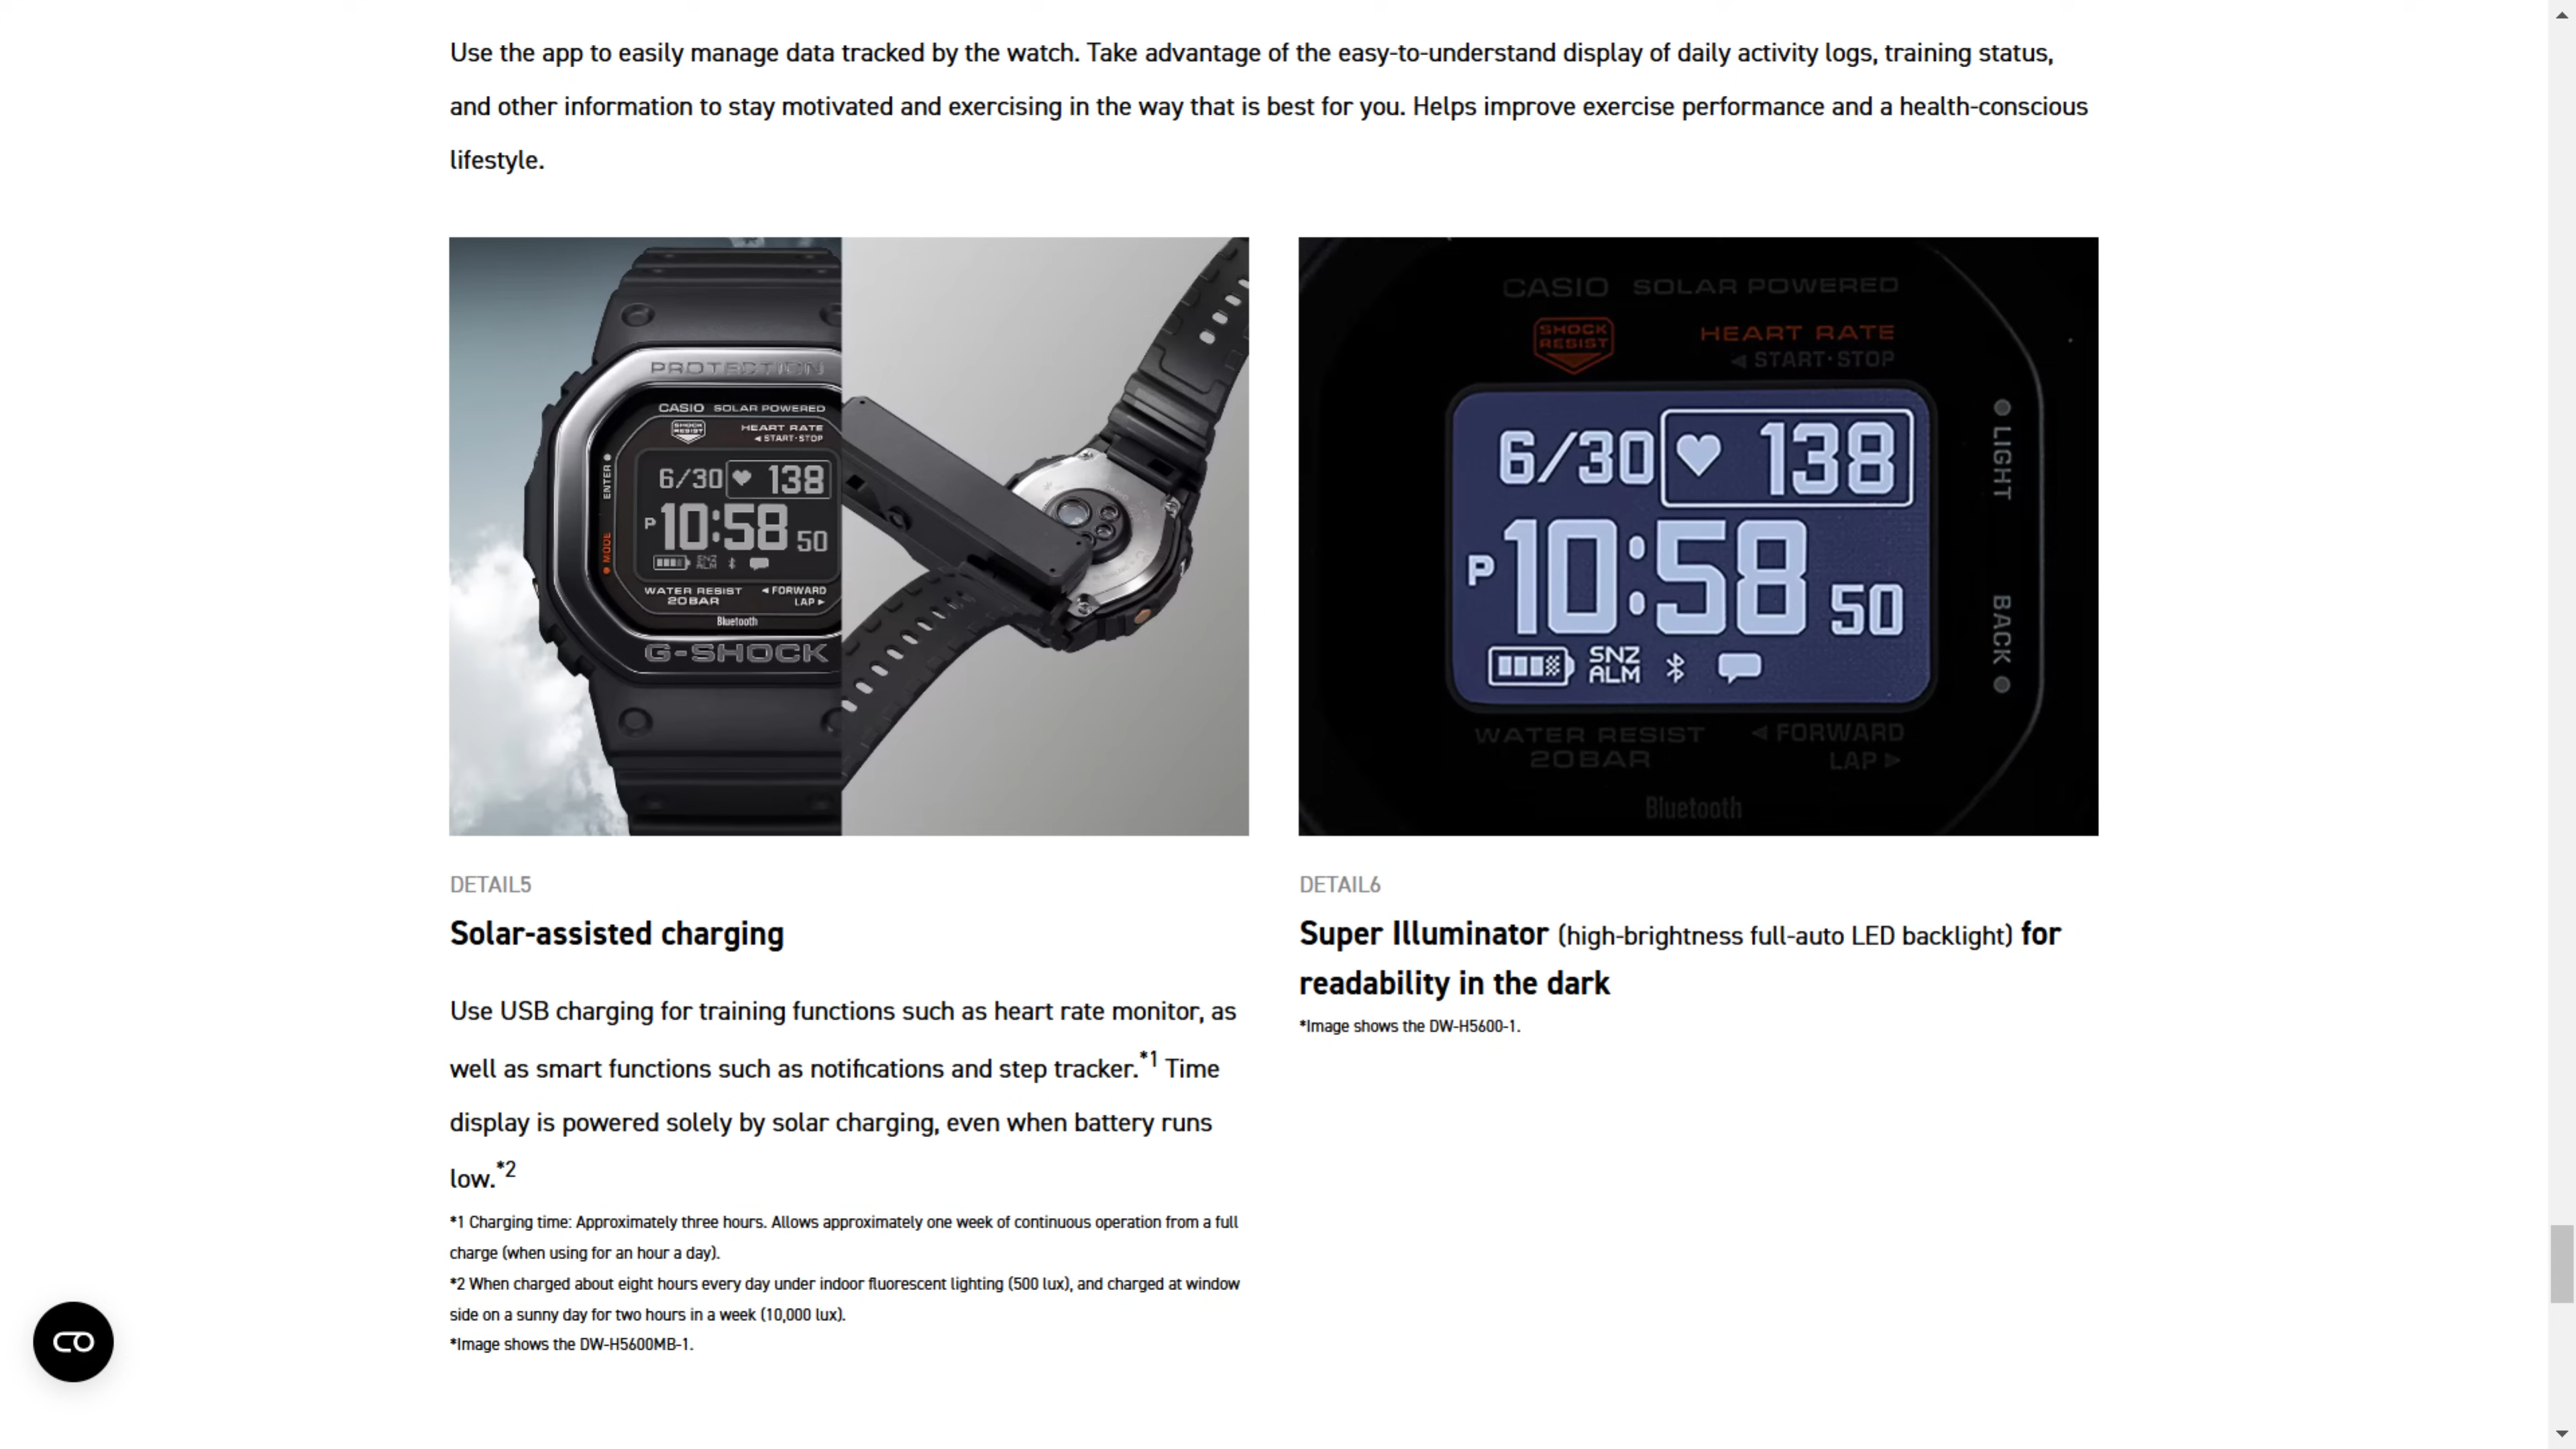 Use the app to easily manage data tracked by the watch. Take advantage of the easy-to-understand display of daily activity logs, training status,
and other information to stay motivated and exercising in the way that is best for you. Helps improve exercise performance and a health-conscious
lifestyle.
PROTECTION
CASIO SOLAR POWERED
SHOCK RESIST
HEART RATE
◄ START·STOP
ENTER
MODE
6/30 138
P 10:58 50
SNZ
ALM
WATER RESIST
20BAR
◄ FORWARD
LAP ►
Bluetooth
G-SHOCK
CASIO SOLAR POWERED
SHOCK
RESIST
HEART RATE
◄ START·STOP
LIGHT
BACK
6/30 138
P 10:58 50
SNZ
ALM
WATER RESIST
20BAR
◄ FORWARD
LAP ►
Bluetooth
DETAIL5
Solar-assisted charging
Use USB charging for training functions such as heart rate monitor, as
well as smart functions such as notifications and step tracker.*1 Time
display is powered solely by solar charging, even when battery runs
low.*2
*1 Charging time: Approximately three hours. Allows approximately one week of continuous operation from a full
charge (when using for an hour a day).
*2 When charged about eight hours every day under indoor fluorescent lighting (500 lux), and charged at window
side on a sunny day for two hours in a week (10,000 lux).
*Image shows the DW-H5600MB-1.
DETAIL6
Super Illuminator (high-brightness full-auto LED backlight) for
readability in the dark
*Image shows the DW-H5600-1.